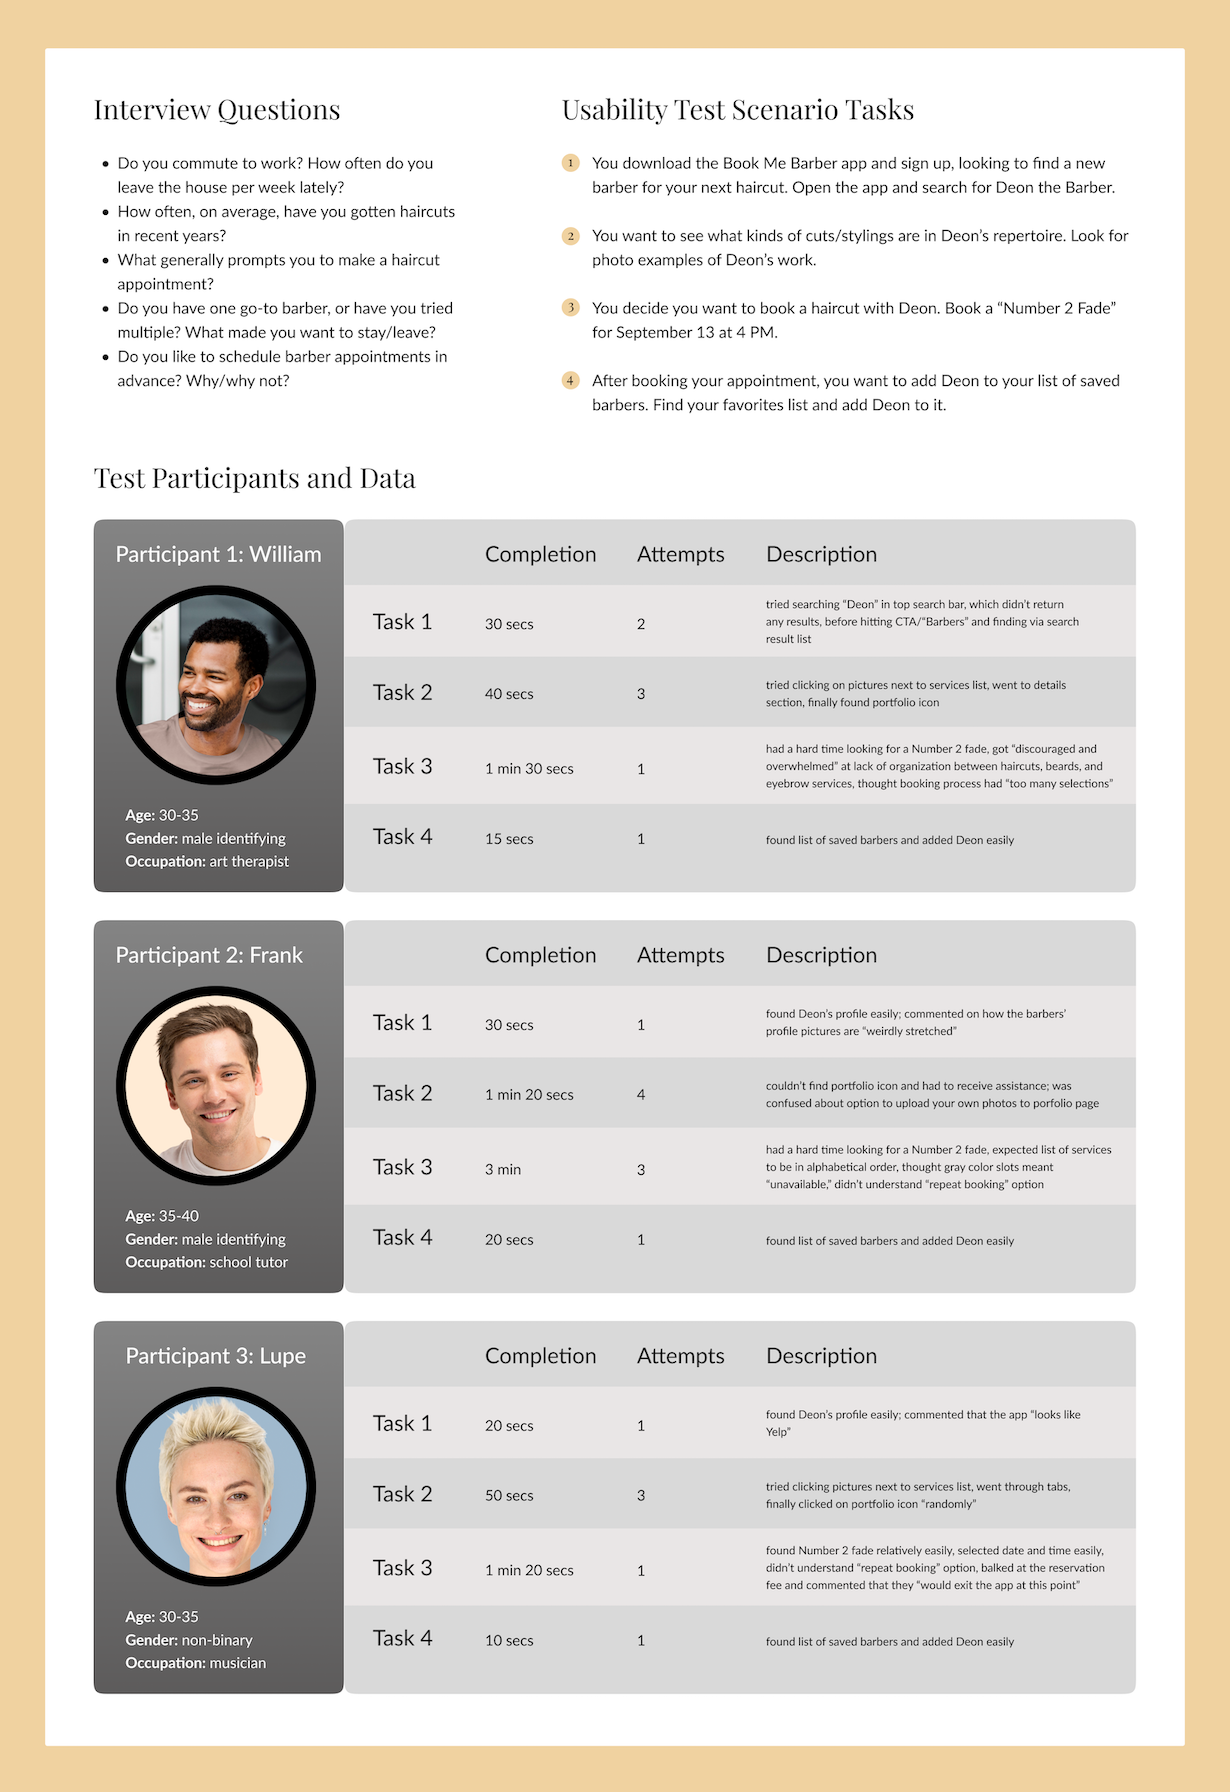 Interview Questions
• Do you commute to work? How often do you
leave the house per week lately?
• How often, on average, have you gotten haircuts
in recent years?
• What generally prompts you to make a haircut
appointment?
• Do you have one go-to barber, or have you tried
multiple? What made you want to stay/leave?
• Do you like to schedule barber appointments in
advance? Why/why not?
Usability Test Scenario Tasks
1 You download the Book Me Barber app and sign up, looking to find a new
barber for your next haircut. Open the app and search for Deon the Barber.
2 You want to see what kinds of cuts/stylings are in Deon's repertoire. Look for
photo examples of Deon's work.
3 You decide you want to book a haircut with Deon. Book a “Number 2 Fade”
for September 13 at 4 PM.
4 After booking your appointment, you want to add Deon to your list of saved
barbers. Find your favorites list and add Deon to it.
Test Participants and Data
Participant 1: William
Age: 30-35
Gender: male identifying
Occupation: art therapist
Completion Attempts Description
Task 1 30 secs 2 tried searching “Deon” in top search bar, which didn't return
any results, before hitting CTA/“Barbers” and finding via search
result list
Task 2 40 secs 3 tried clicking on pictures next to services list, went to details
section, finally found portfolio icon
Task 3 1 min 30 secs 1 had a hard time looking for a Number 2 fade, got “discouraged and
overwhelmed” at lack of organization between haircuts, beards, and
eyebrow services, thought booking process had “too many selections”
Task 4 15 secs 1 found list of saved barbers and added Deon easily
Participant 2: Frank
Age: 35-40
Gender: male identifying
Occupation: school tutor
Completion Attempts Description
Task 1 30 secs 1 found Deon's profile easily; commented on how the barbers'
profile pictures are “weirdly stretched”
Task 2 1 min 20 secs 4 couldn't find portfolio icon and had to receive assistance; was
confused about option to upload your own photos to porfolio page
Task 3 3 min 3 had a hard time looking for a Number 2 fade, expected list of services
to be in alphabetical order, thought gray color slots meant
“unavailable,” didn't understand “repeat booking” option
Task 4 20 secs 1 found list of saved barbers and added Deon easily
Participant 3: Lupe
Age: 30-35
Gender: non-binary
Occupation: musician
Completion Attempts Description
Task 1 20 secs 1 found Deon's profile easily; commented that the app “looks like
Yelp”
Task 2 50 secs 3 tried clicking pictures next to services list, went through tabs,
finally clicked on portfolio icon “randomly”
Task 3 1 min 20 secs 1 found Number 2 fade relatively easily, selected date and time easily,
didn't understand “repeat booking” option, balked at the reservation
fee and commented that they “would exit the app at this point”
Task 4 10 secs 1 found list of saved barbers and added Deon easily